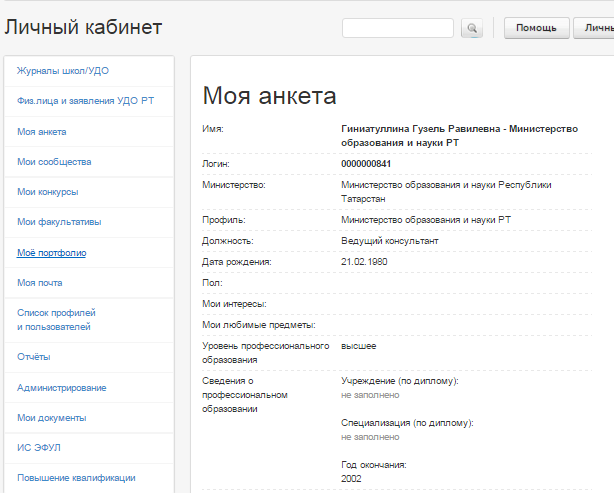 Личный кабинет
Помощь
Личны
Журналы школ/УДО
Физ.лица и заявления УДО РТ
Моя анкета
Мои сообщества
Мои конкурсы
Мои факультативы
Моё портфолио
Моя почта
Список профилей
и пользователей
Отчёты
Администрирование
Мои документы
ИС ЭФУЛ
Повышение квалификации
Моя анкета
Имя: Гиниатуллина Гузель Равилевна - Министерство
образования и науки РТ
Логин: 0000000841
Министерство: Министерство образования и науки Республики
Татарстан
Профиль: Министерство образования и науки РТ
Должность: Ведущий консультант
Дата рождения: 21.02.1980
Пол:
Мои интересы:
Мои любимые предметы:
Уровень профессионального высшее
образования
Сведения о Учреждение (по диплому):
профессиональном не заполнено
образовании
Специализация (по диплому):
не заполнено
Год окончания:
2002